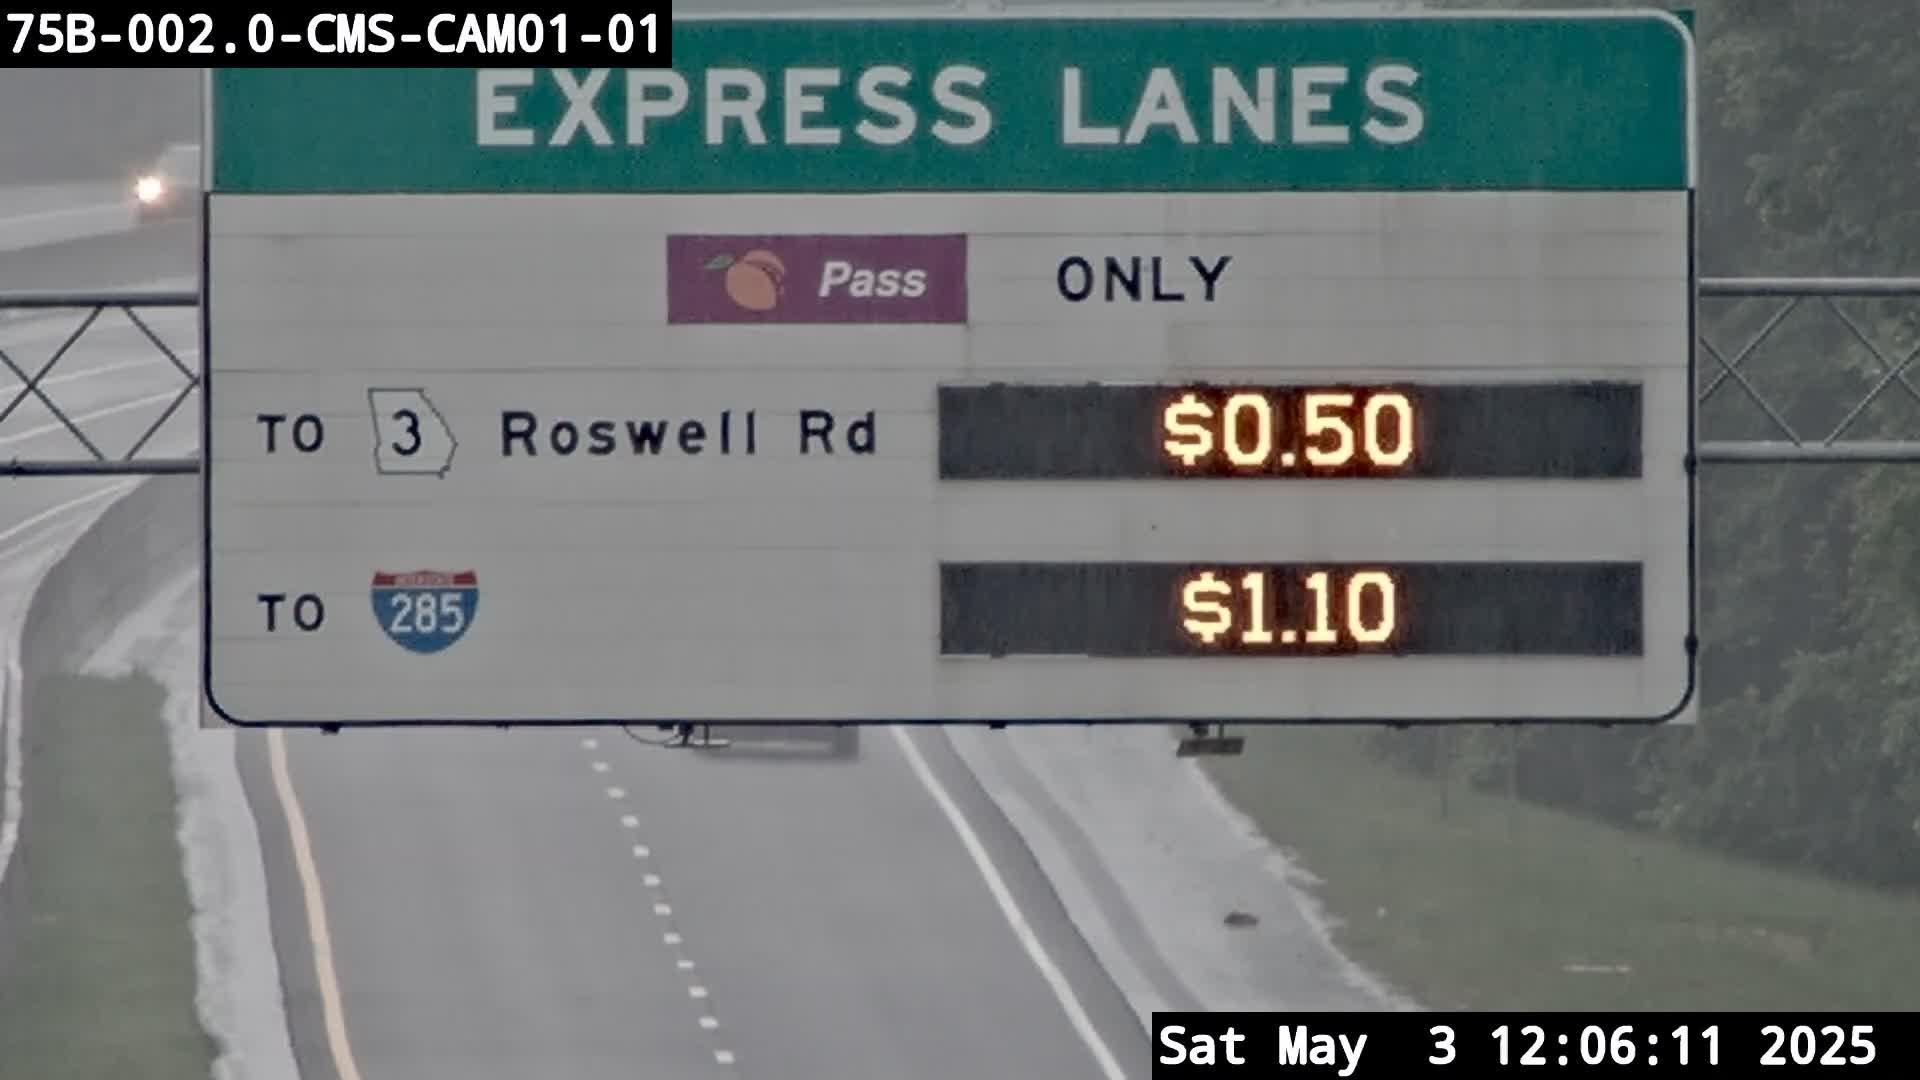 75B-002.0-CMS-CAM01-01
EXPRESS LANES
Pass ONLY
TO 3 Roswell Rd $0.50
INTERSTATE
TO 285 $1.10
Sat May 3 12:06:11 2025